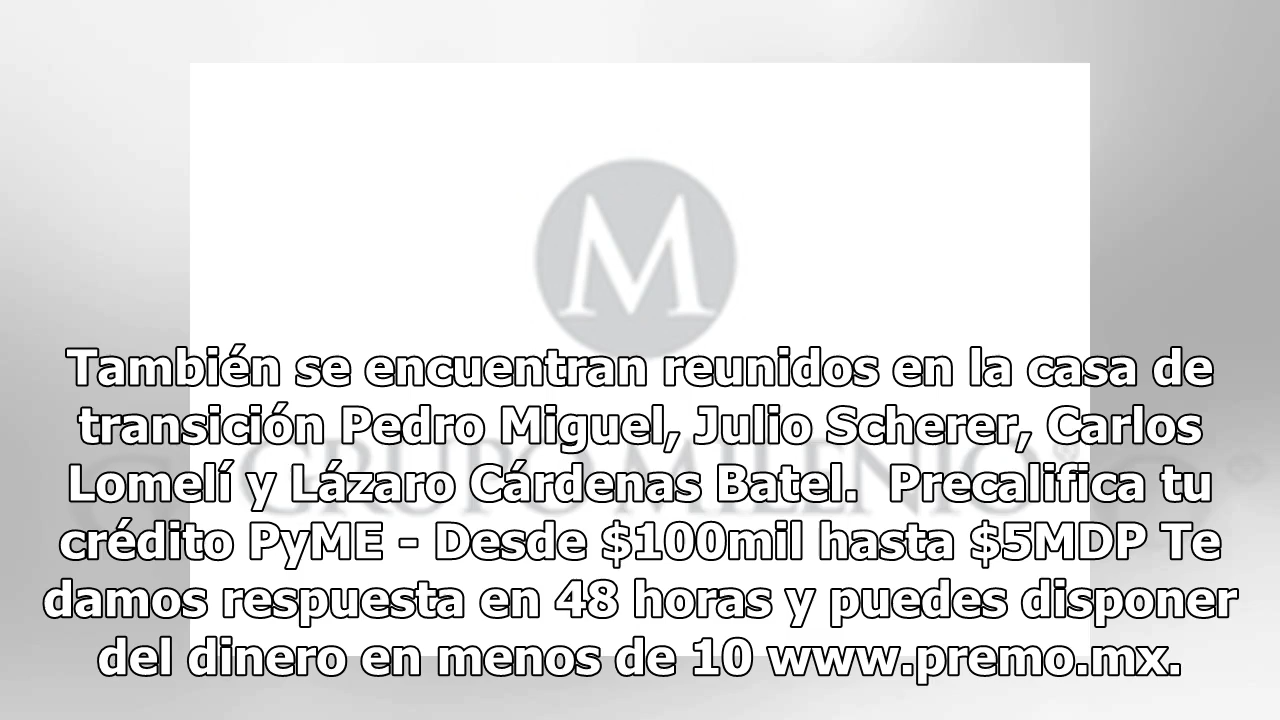 M
GRUPO MILENIO
También se encuentran reunidos en la casa de
transición Pedro Miguel, Julio Scherer, Carlos
Lomelí y Lázaro Cárdenas Batel.  Precalifica tu
crédito PyME - Desde $100mil hasta $5MDP Te
damos respuesta en 48 horas y puedes disponer
del dinero en menos de 10 www.premo.mx.